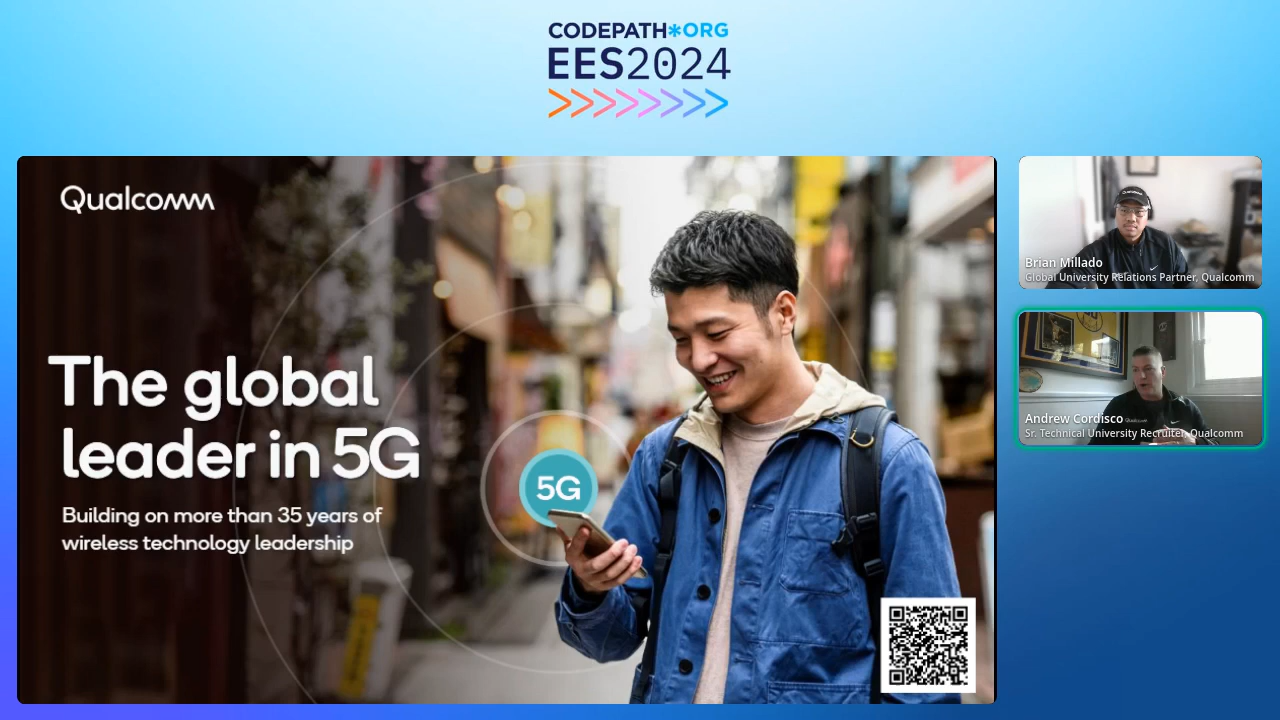 CODEPATH*ORG
EES2024
Qualcomm
The global
leader in 5G
Building on more than 35 years of
wireless technology leadership
5G
Brian Millado
Global University Relations Partner, Qualcomm
Andrew Cordisco
Sr. Technical University Recruiter, Qualcomm